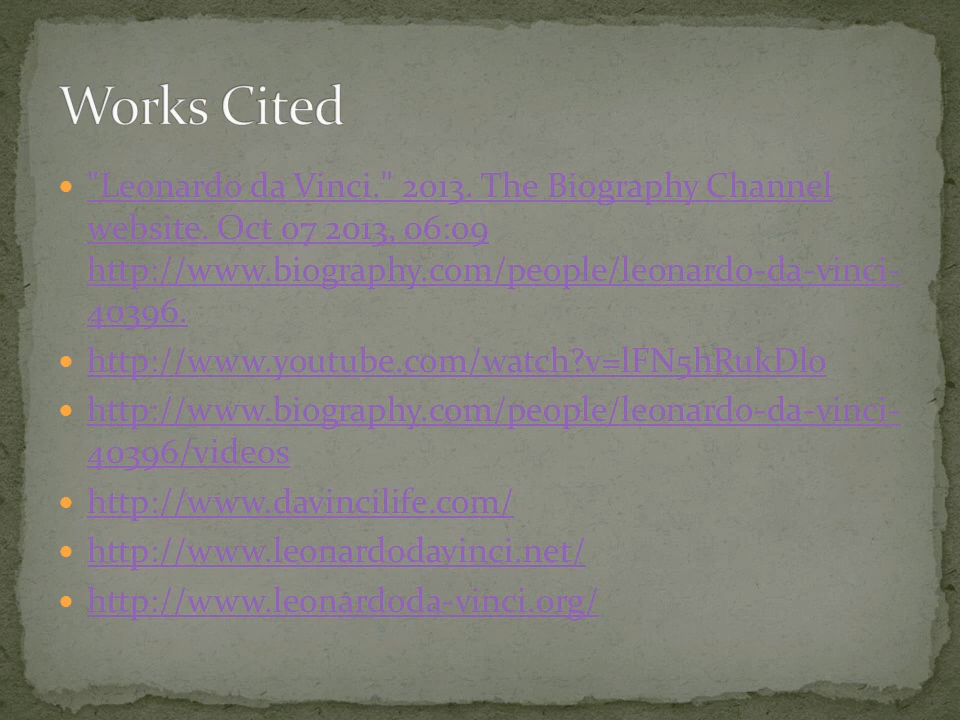 Works Cited
"Leonardo da Vinci." 2013. The Biography Channel
website. Oct 07 2013, 06:09
http://www.biography.com/people/leonardo-da-vinci-
40396.
http://www.youtube.com/watch?v=lFN5hRukDlo
http://www.biography.com/people/leonardo-da-vinci-
40396/videos
http://www.davincilife.com/
http://www.leonardodavinci.net/
http://www.leonardoda-vinci.org/